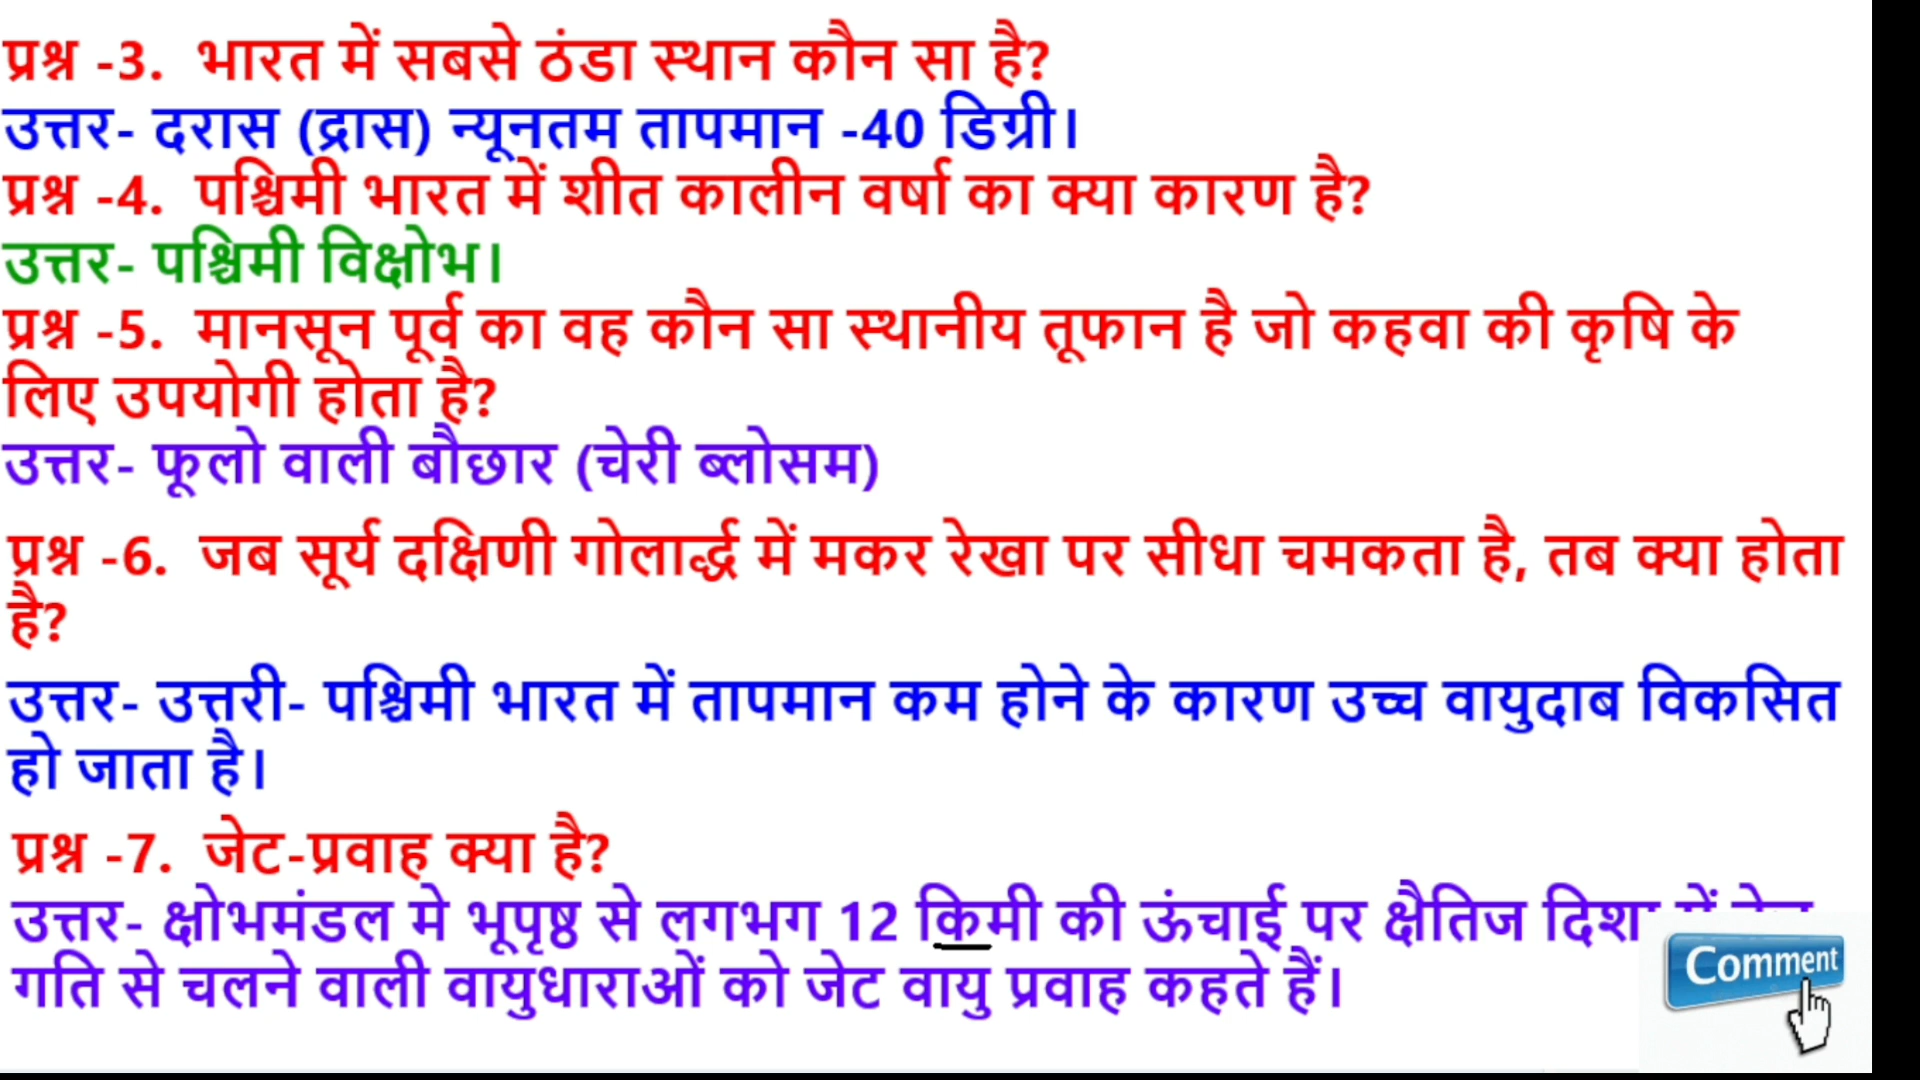 प्रश्न -3. भारत में सबसे ठंडा स्थान कौन सा है?
उत्तर- दरास (द्रास) न्यूनतम तापमान -40 डिग्री।
प्रश्न -4. पश्चिमी भारत में शीत कालीन वर्षा का क्या कारण है?
उत्तर- पश्चिमी विक्षोभ।
प्रश्न -5. मानसून पूर्व का वह कौन सा स्थानीय तूफान है जो कहवा की कृषि के
लिए उपयोगी होता है?
उत्तर- फूलो वाली बौछार (चेरी ब्लोसम)
प्रश्न -6. जब सूर्य दक्षिणी गोलार्द्ध में मकर रेखा पर सीधा चमकता है, तब क्या होता
है?
उत्तर- उत्तरी- पश्चिमी भारत में तापमान कम होने के कारण उच्च वायुदाब विकसित
हो जाता है।
प्रश्न -7. जेट-प्रवाह क्या है?
उत्तर- क्षोभमंडल मे भूपृष्ठ से लगभग 12 किमी की ऊंचाई पर क्षैतिज दिशा
गति से चलने वाली वायुधाराओं को जेट वायु प्रवाह कहते हैं।
Comment